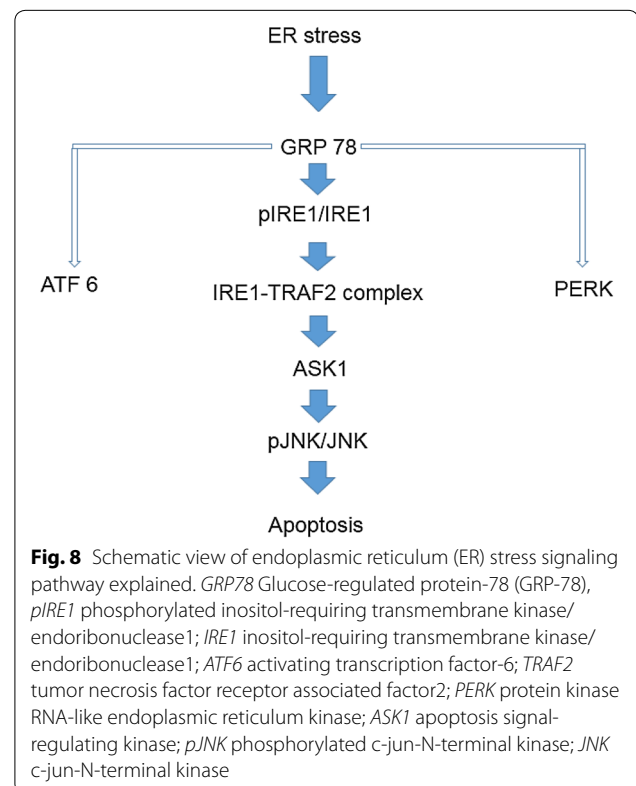 ER stress
GRP 78
pIRE1/IRE1
ATF 6
IRE1-TRAF2 complex
PERK
ASK1
pJNK/JNK
Apoptosis
Fig. 8 Schematic view of endoplasmic reticulum (ER) stress signaling
pathway explained. GRP78 Glucose-regulated protein-78 (GRP-78),
pIRE1 phosphorylated inositol-requiring transmembrane kinase/
endoribonuclease1; IRE1 inositol-requiring transmembrane kinase/
endoribonuclease1; ATF6 activating transcription factor-6; TRAF2
tumor necrosis factor receptor associated factor2; PERK protein kinase
RNA-like endoplasmic reticulum kinase; ASK1 apoptosis signal-
regulating kinase; pJNK phosphorylated c-jun-N-terminal kinase; JNK
c-jun-N-terminal kinase